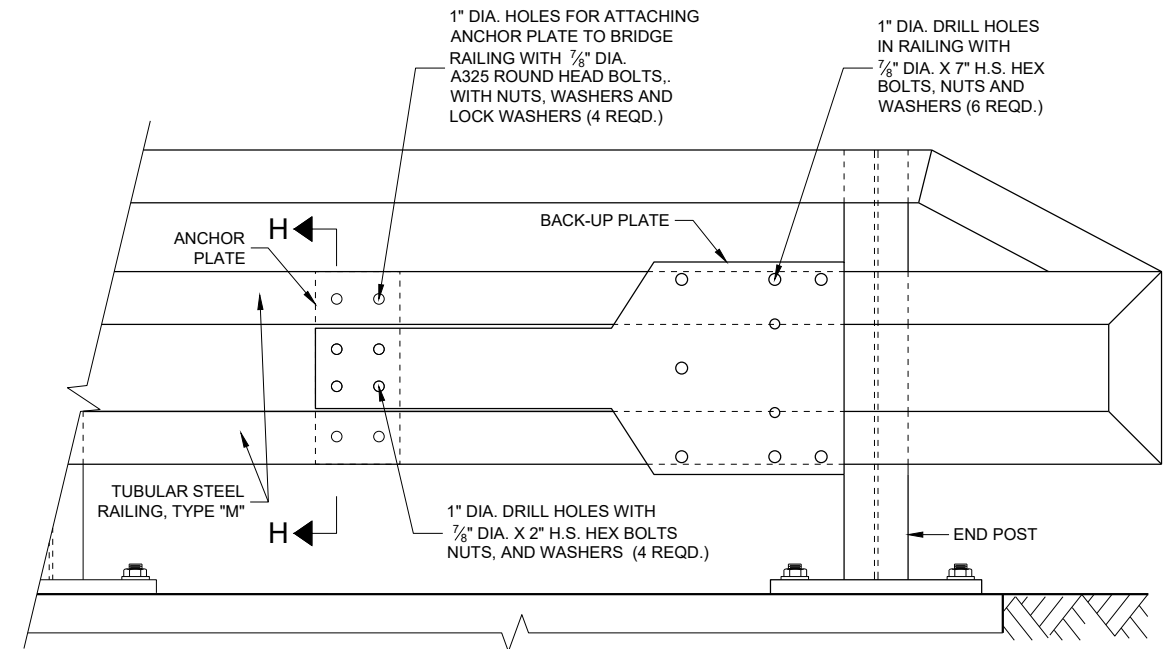 1" DIA. HOLES FOR ATTACHING
ANCHOR PLATE TO BRIDGE
RAILING WITH ⅞" DIA.
A325 ROUND HEAD BOLTS,.
WITH NUTS, WASHERS AND
LOCK WASHERS (4 REQD.)
1" DIA. DRILL HOLES
IN RAILING WITH
⅞" DIA. X 7" H.S. HEX
BOLTS, NUTS AND
WASHERS (6 REQD.)
H
ANCHOR
PLATE
BACK-UP PLATE
TUBULAR STEEL
RAILING, TYPE "M"
H
1" DIA. DRILL HOLES WITH
⅞" DIA. X 2" H.S. HEX BOLTS
NUTS, AND WASHERS (4 REQD.)
END POST